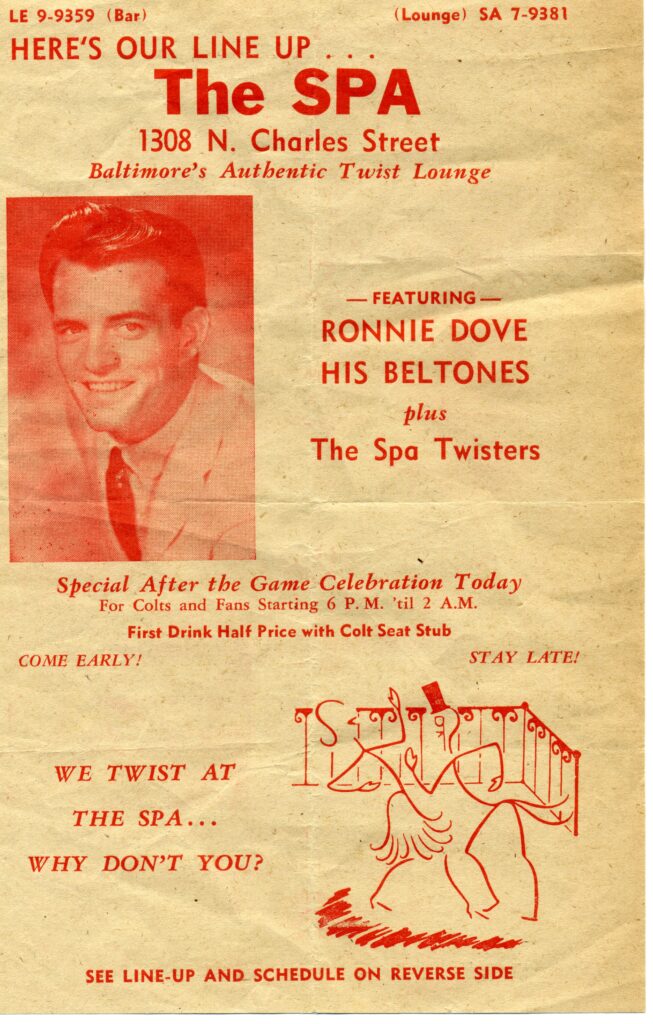 LE 9-9359 (Bar)
(Lounge) SA 7-9381
HERE'S OUR LINE UP . . .
The SPA
1308 N. Charles Street
Baltimore's Authentic Twist Lounge
— FEATURING —
RONNIE DOVE
HIS BELTONES
plus
The Spa Twisters
Special After the Game Celebration Today
For Colts and Fans Starting 6 P. M. 'til 2 A.M.
First Drink Half Price with Colt Seat Stub
COME EARLY!
STAY LATE!
WE TWIST AT
THE SPA...
WHY DON'T YOU?
SEE LINE-UP AND SCHEDULE ON REVERSE SIDE